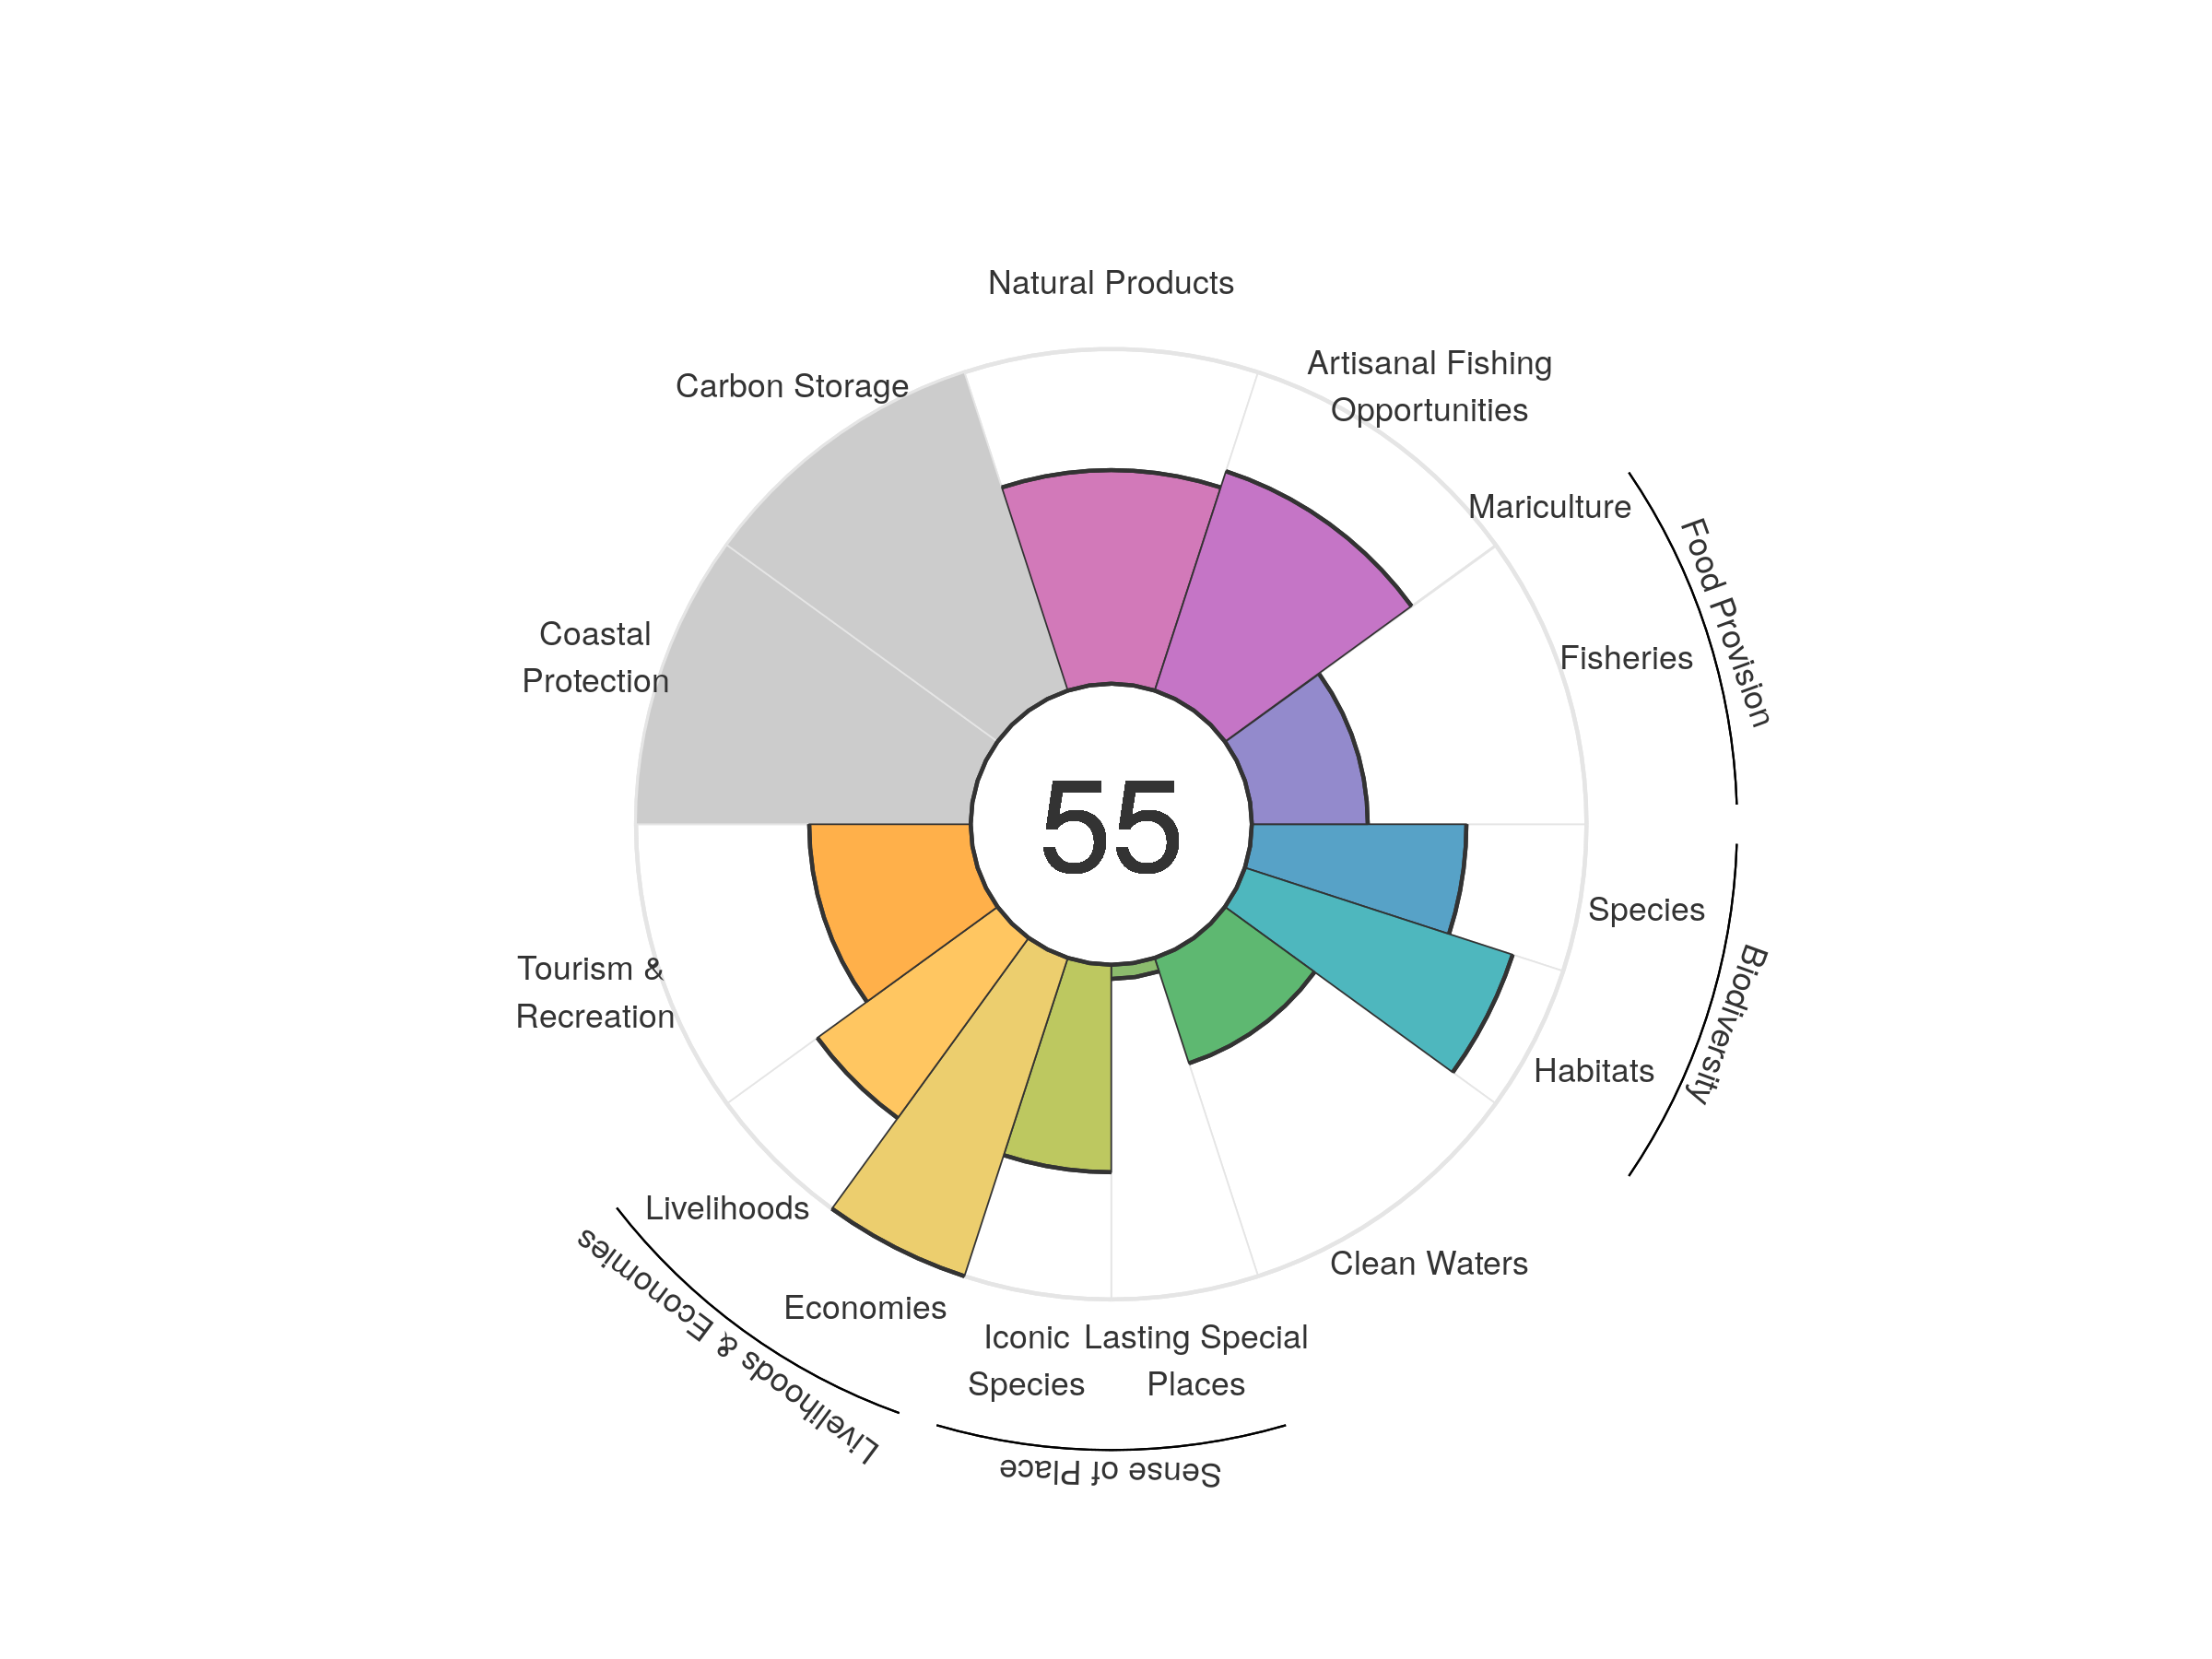 Natural Products
Artisanal Fishing
Opportunities
Carbon Storage
Mariculture
Food Provision
Fisheries
Coastal
Protection
55
Species
Biodiversity
Habitats
Tourism &
Recreation
Livelihoods
Livelihoods & Economies
Clean Waters
Economies
Iconic
Species
Lasting Special
Places
Sense of Place